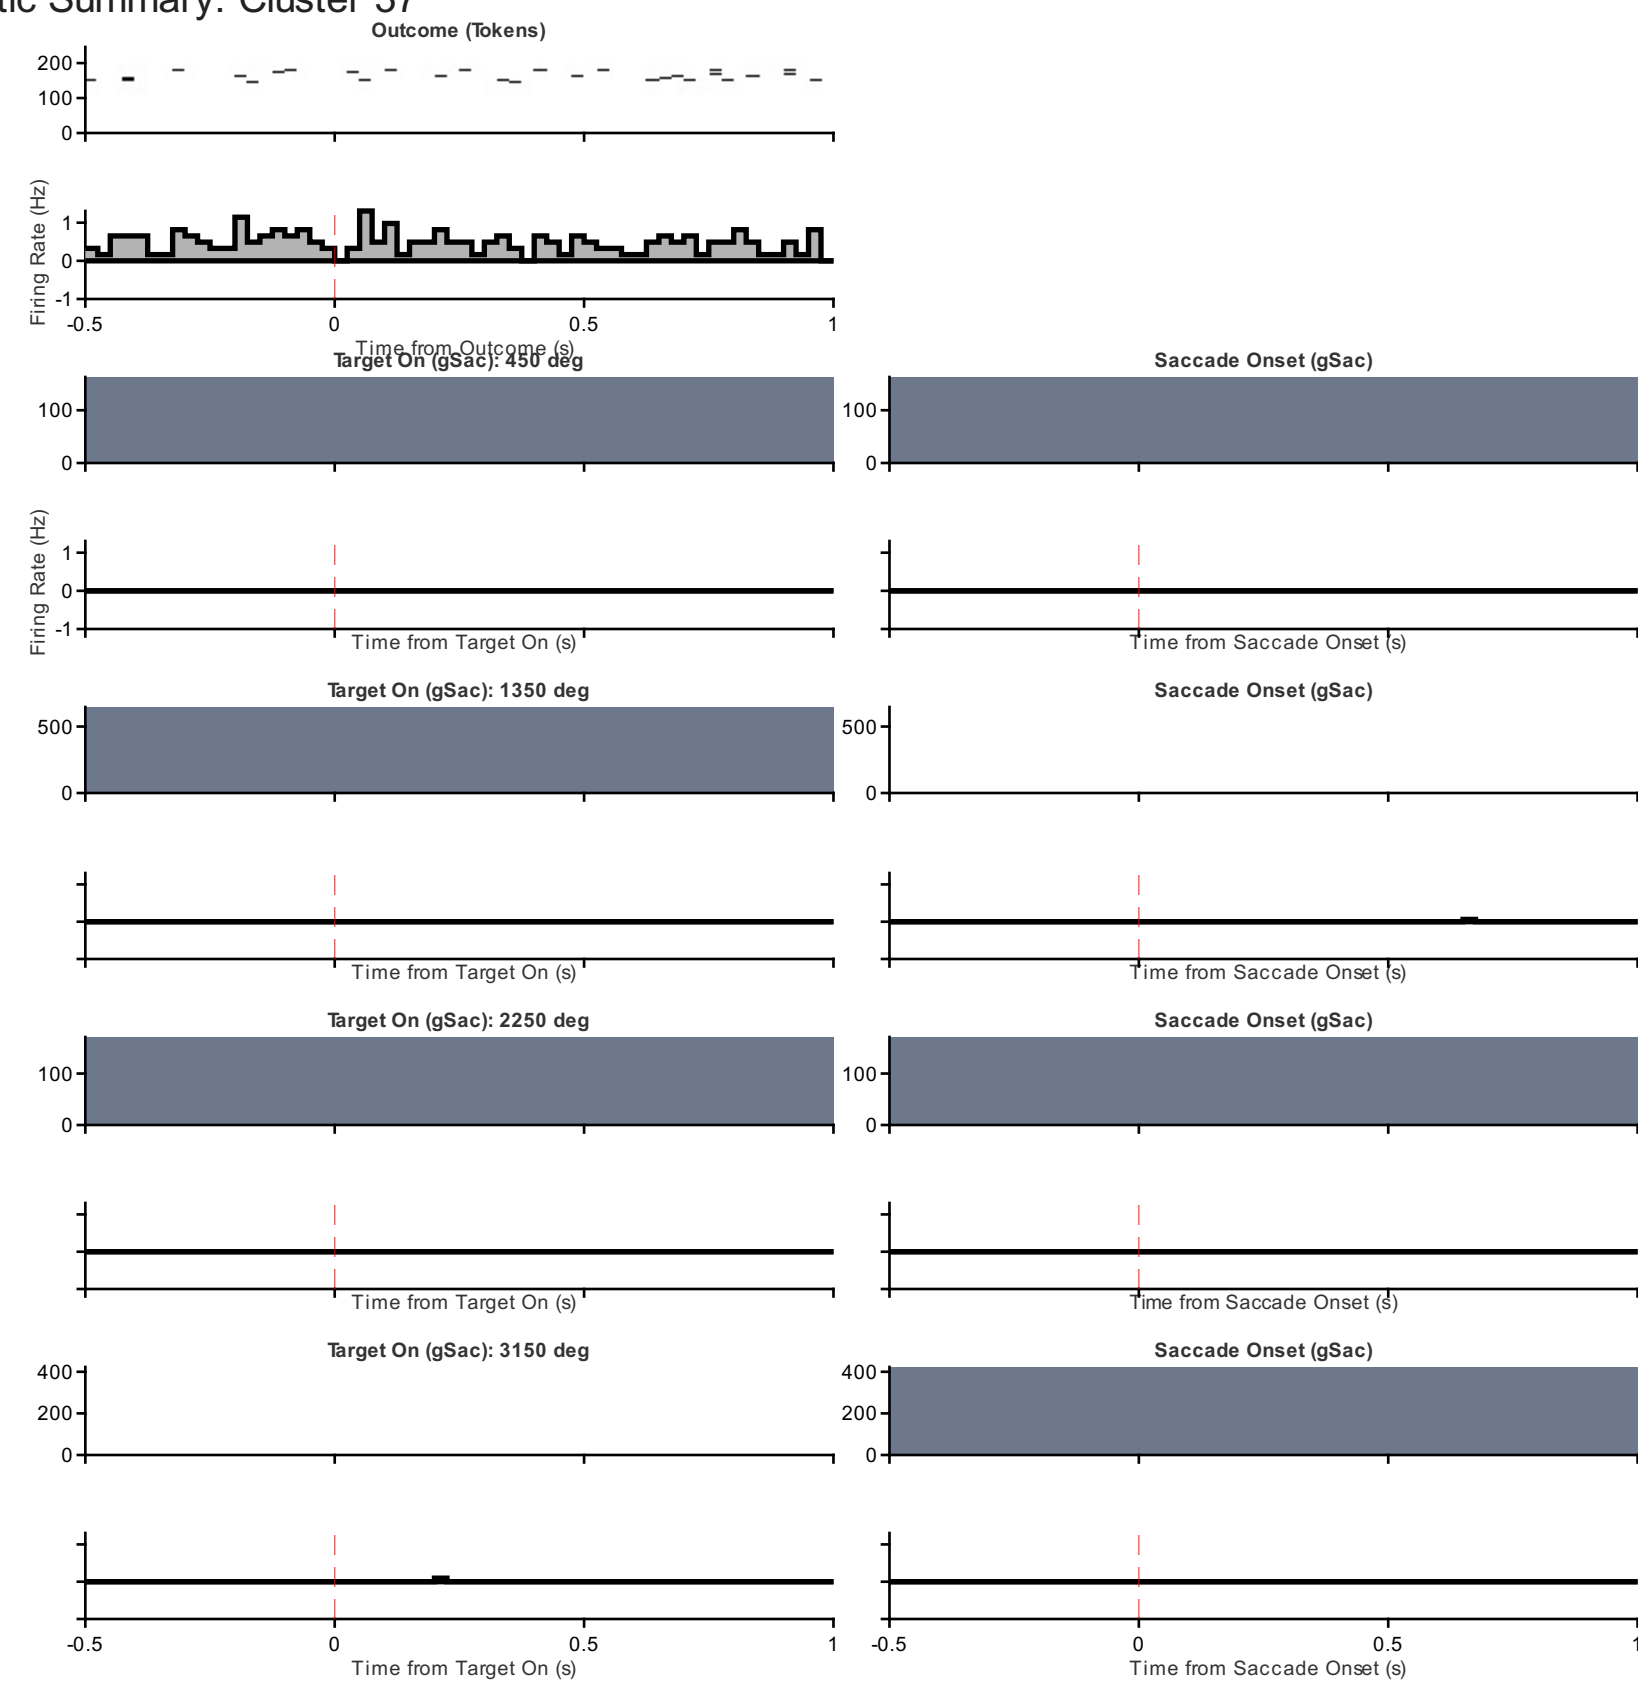 tic Summary: Cluster 37
Outcome (Tokens)
200
100
0
Firing Rate (Hz)
1
0
-1
-0.5 0 0.5 1
Time from Outcome (s)
Target On (gSac): 450 deg
100
0
Saccade Onset (gSac)
100
0
Firing Rate (Hz)
1
0
-1
Time from Target On (s)
Time from Saccade Onset (s)
Target On (gSac): 1350 deg
500
0
Saccade Onset (gSac)
500
0
Time from Target On (s)
Time from Saccade Onset (s)
Target On (gSac): 2250 deg
100
0
Saccade Onset (gSac)
100
0
Time from Target On (s)
Time from Saccade Onset (s)
Target On (gSac): 3150 deg
400
200
0
Saccade Onset (gSac)
400
200
0
-0.5 0 0.5 1
Time from Target On (s)
-0.5 0 0.5 1
Time from Saccade Onset (s)